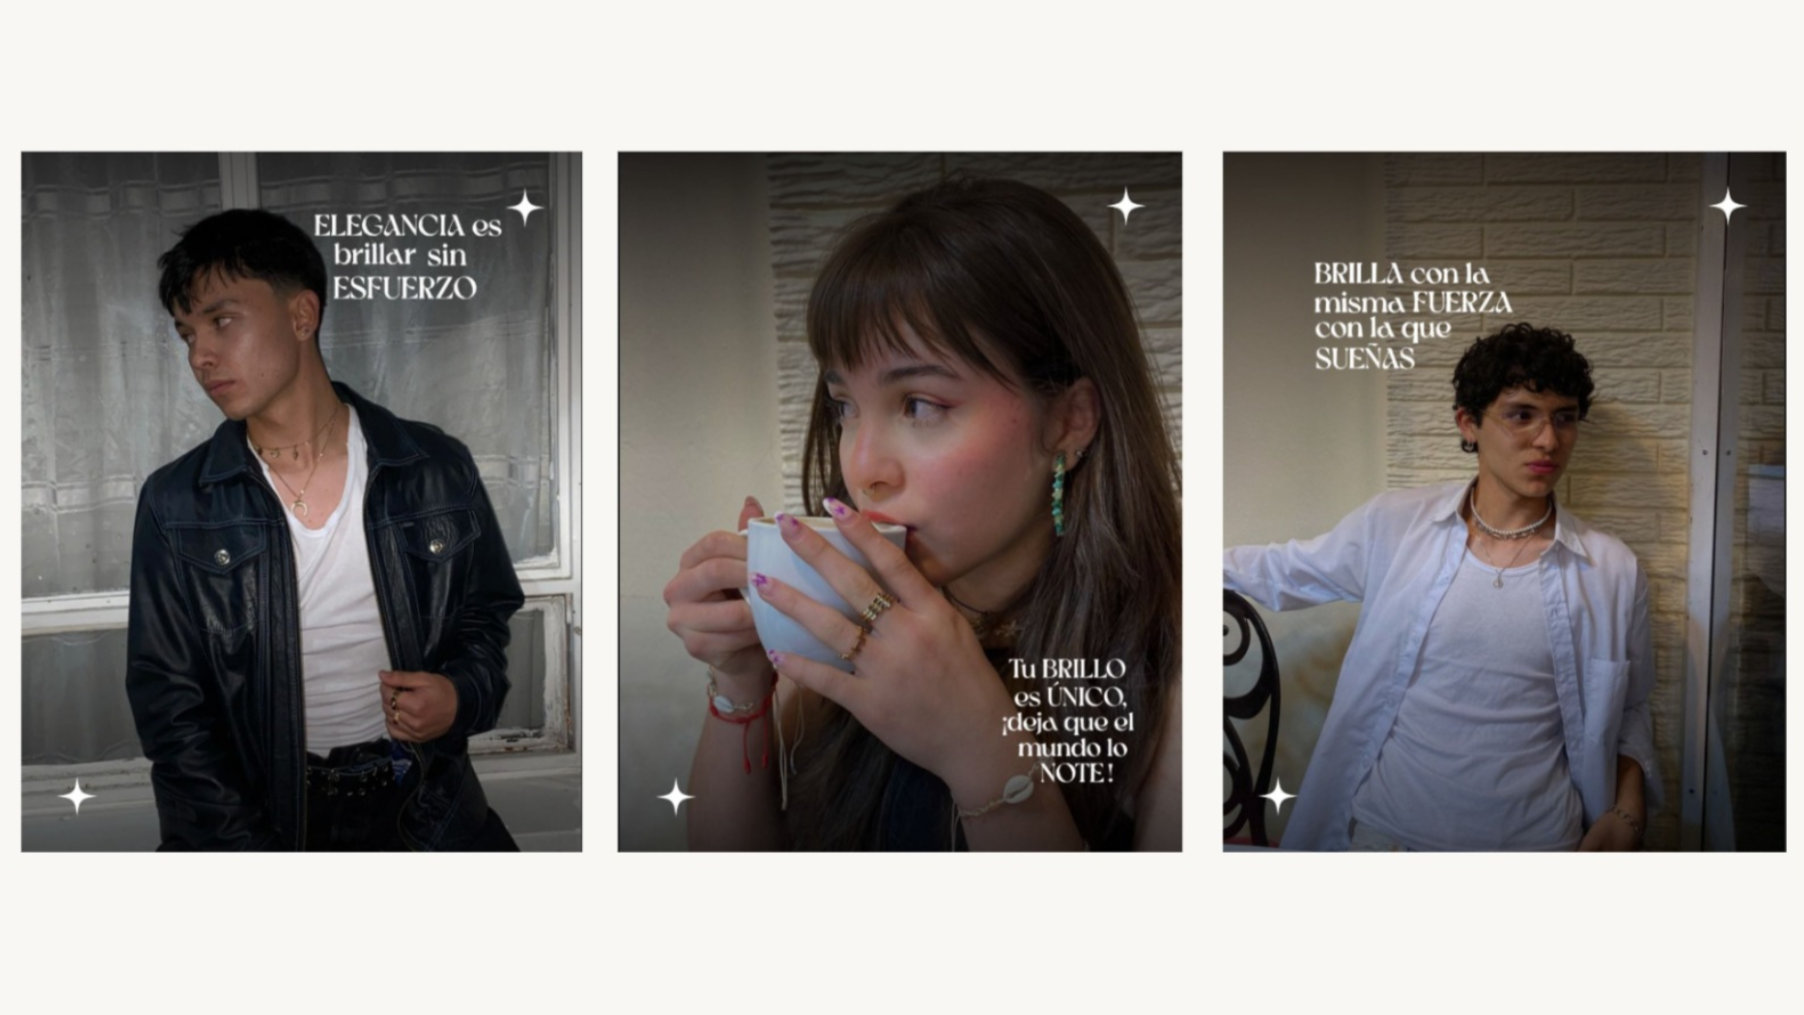 ELEGANCIA es
brillar sin
ESFUERZO
Tu BRILLO
es ÚNICO,
¡deja que el
mundo lo
NOTE!
BRILLA con la
misma FUERZA
con la que
SUEÑAS